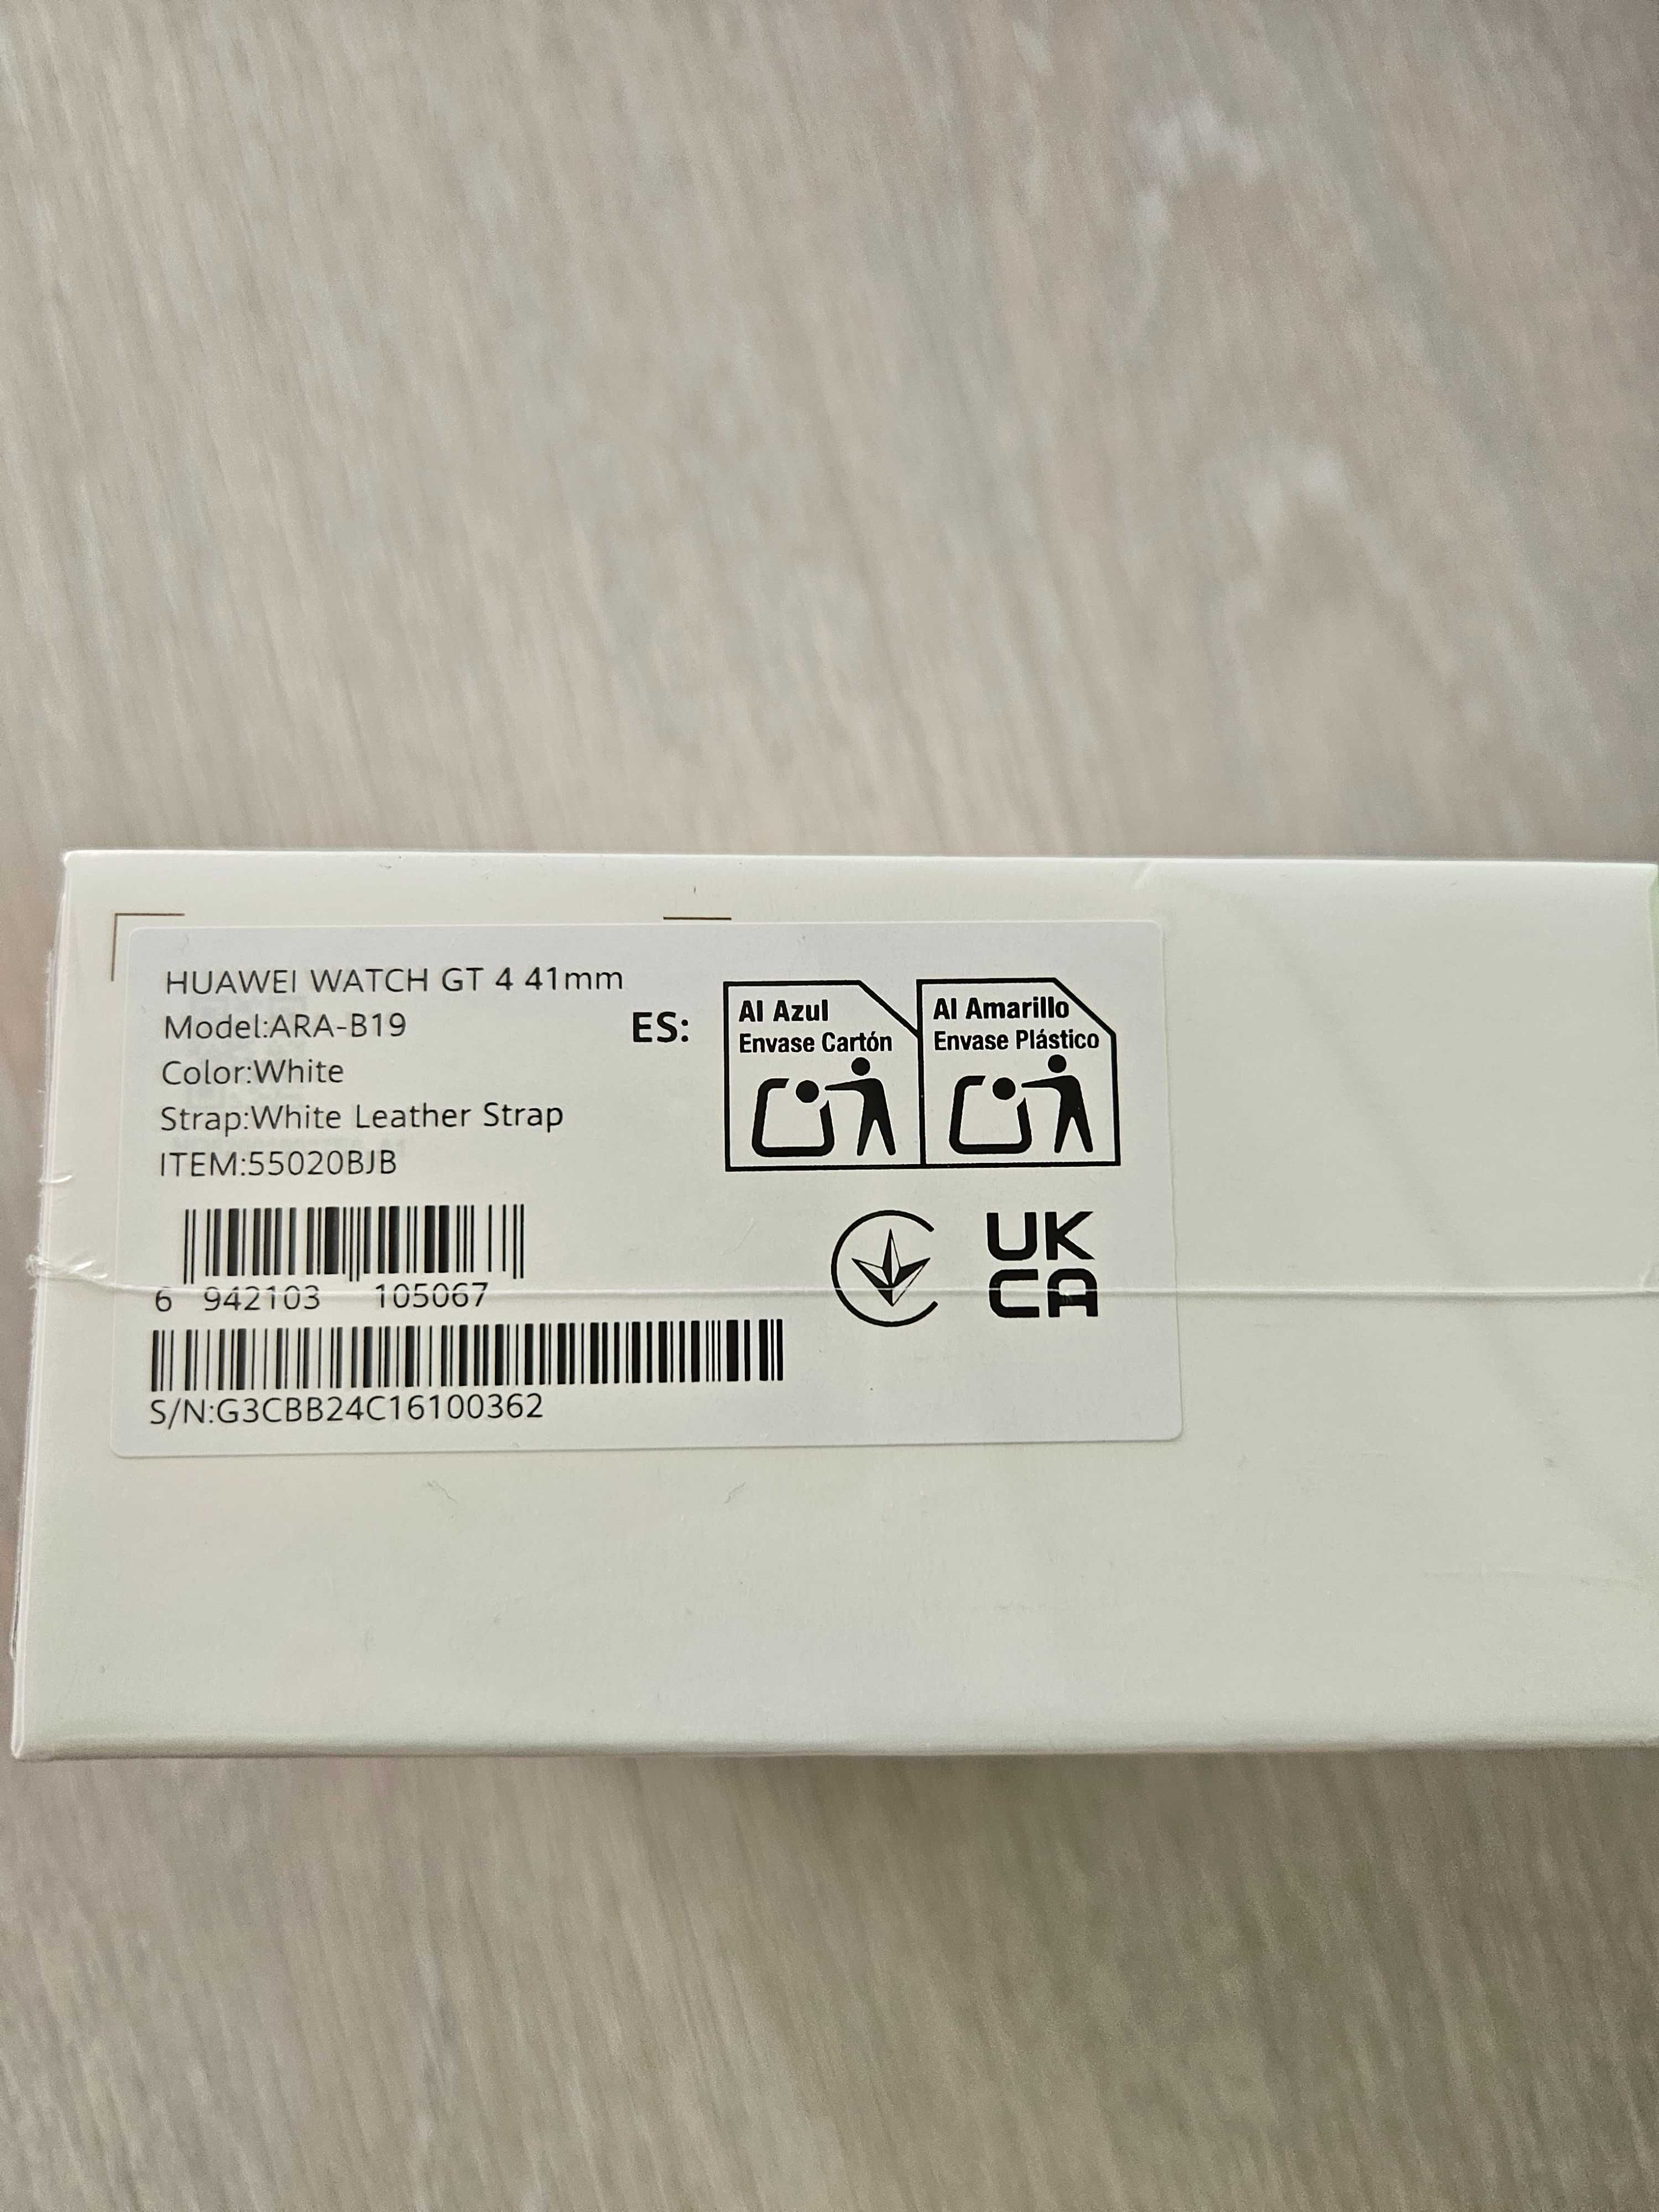 HUAWEI WATCH GT 4 41mm
Model:ARA-B19
Color:White
Strap:White Leather Strap
ITEM:55020BJB
6 942103 105067
S/N:G3CBB24C16100362
ES:
Al Azul
Envase Cartón
Al Amarillo
Envase Plástico
UK
CA